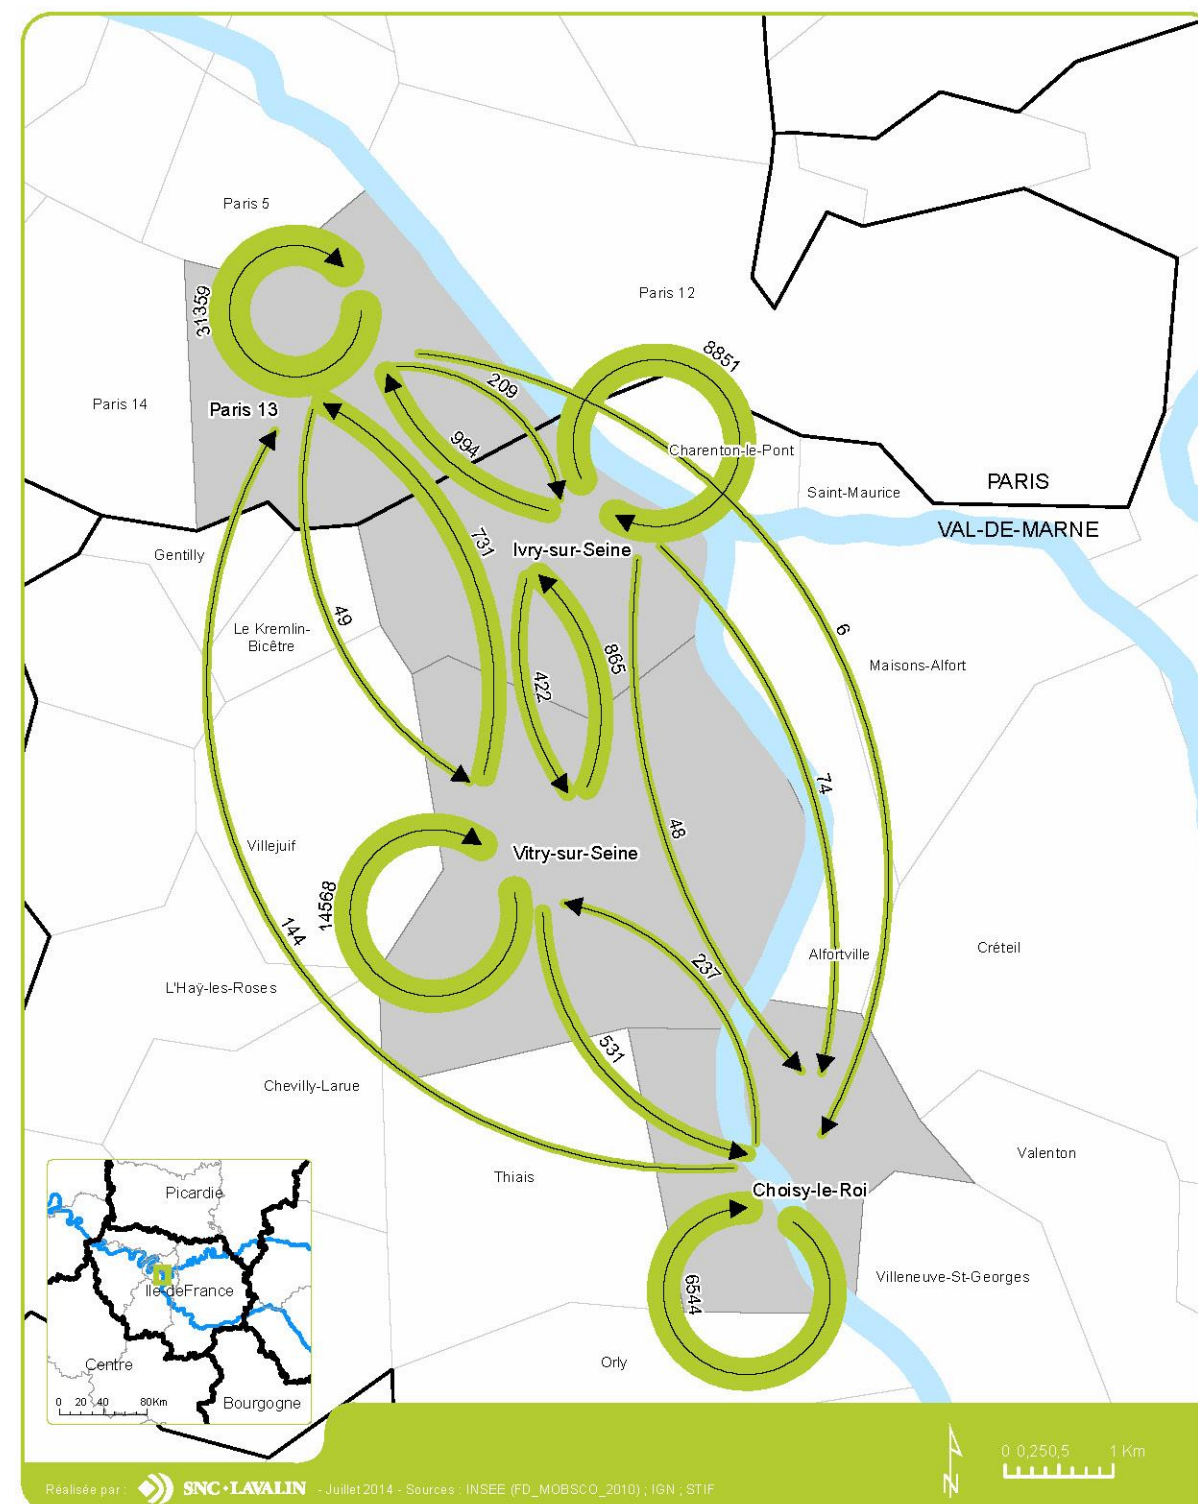 Paris 5
31359
Paris 12
8851
209
Paris 14
Paris 13
994
Charenton-le-Pont
PARIS
Saint-Maurice
VAL-DE-MARNE
731
Ivry-sur-Seine
Gentilly
49
Le Kremlin-
Bicêtre
6
865
Maisons-Alfort
422
74
48
Villejuif
Vitry-sur-Seine
14568
144
237
Alfortville
Créteil
L'Haÿ-les-Roses
531
Chevilly-Larue
Valenton
Thiais
Choisy-le-Roi
Picardie
6544
Villeneuve-St-Georges
Ile-deFrance
Centre
Orly
0 20 40 80Km
Bourgogne
0 0,250,5 1 Km
N
Réalisée par : SNC•LAVALIN - Juillet 2014 - Sources : INSEE (FD_MOBSCO_2010) ; IGN ; STIF